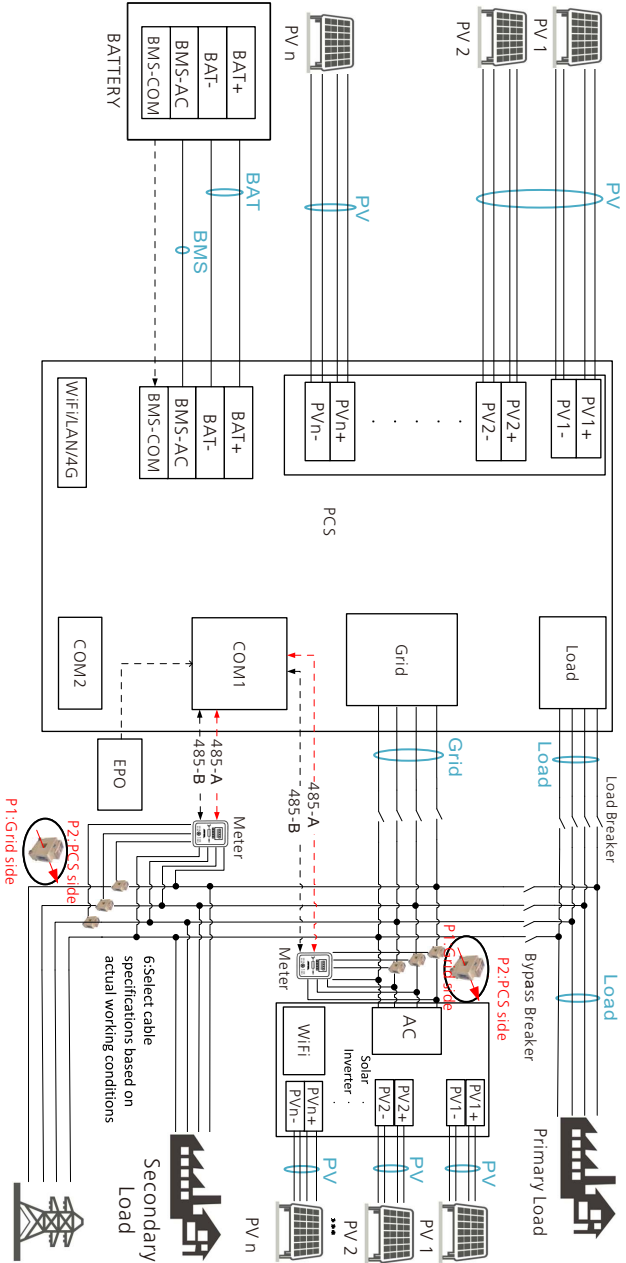 PV 1
PV 2
PV n
PV
PV
BAT+
BAT-
BMS-AC
BMS-COM
BATTERY
BAT
BMS
PV1+
PV1-
PV2+
PV2-
. . . . .
PVn+
PVn-
BAT+
BAT-
BMS-AC
BMS-COM
WiFi/LAN/4G
PCS
Load
Grid
COM1
COM2
EPO
Load
Grid
485-A
485-B
485-A
485-B
Load Breaker
Bypass Breaker
Load
Primary Load
Meter
P2:PCS side
P1:Grid side
Meter
P2:PCS side
P1:Grid side
AC
WiFi
Solar
Inverter
PV1+
PV1-
PV2+
PV2-
. .
PVn+
PVn-
PV
PV
PV
PV 1
PV 2
PV n
6:Select cable
specifications based on
actual working conditions
Secondary
Load